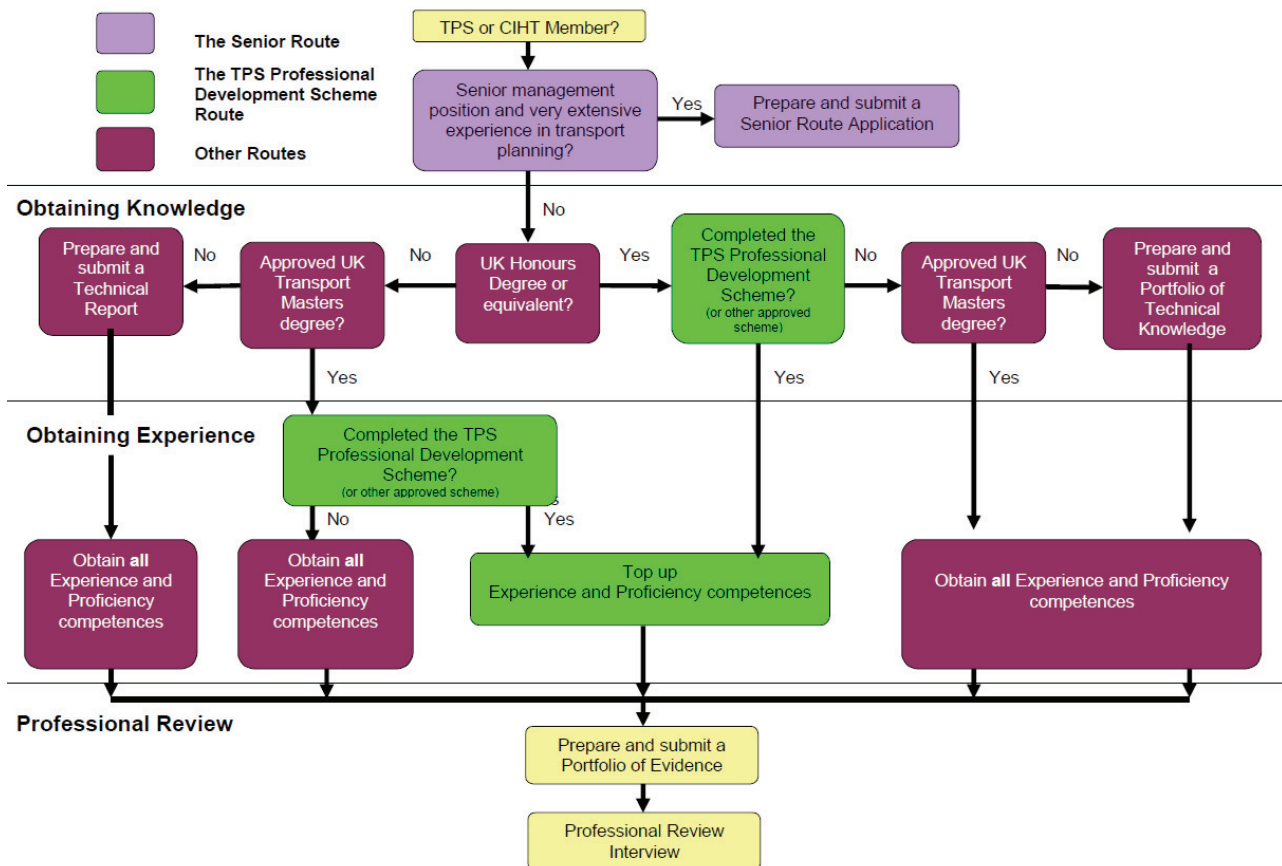 The Senior Route
The TPS Professional
Development Scheme
Route
Other Routes
TPS or CIHT Member?
Senior management
position and very extensive
experience in transport
planning?
Yes
Prepare and submit a
Senior Route Application
No
Obtaining Knowledge
Prepare and
submit a
Technical
Report
No
Approved UK
Transport
Masters
degree?
No
UK Honours
Degree or
equivalent?
Yes
Completed the
TPS Professional
Development
Scheme?
(or other approved
scheme)
No
Approved UK
Transport
Masters
degree?
No
Prepare and
submit a
Portfolio of
Technical
Knowledge
Yes
Yes
Yes
Obtaining Experience
Completed the TPS
Professional Development
Scheme?
(or other approved scheme)
No
Yes
Obtain all
Experience and
Proficiency
competences
Obtain all
Experience and
Proficiency
competences
Top up
Experience and Proficiency competences
Obtain all Experience and Proficiency
competences
Professional Review
Prepare and submit a
Portfolio of Evidence
Professional Review
Interview